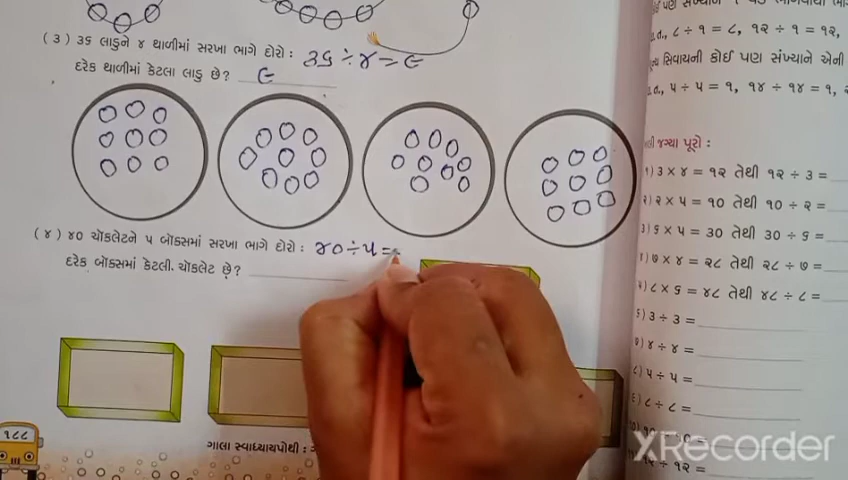 (૩) ૩૬ લાડુને ૪ થાળીમાં સરખા ભાગે દોરો : ૩૬÷૪=૯
દરેક થાળીમાં કેટલા લાડુ છે ? ૯
(૪) ૪૦ ચૉકલેટને ૫ બૉક્સમાં સરખા ભાગે દોરો : ૪૦÷૫=
દરેક બૉક્સમાં કેટલી ચૉકલેટ છે ?
૧૮૮
ગાલા સ્વાધ્યાયપોથી :
૮ ÷ ૧ = ૮, ૧૨ ÷ ૧ = ૧૨,
સિવાયની કોઈ પણ સંખ્યાને એની
૫ ÷ ૫ = ૧, ૧૪ ÷ ૧૪ = ૧,
જગ્યા પૂરો :
૧) ૩ × ૪ = ૧૨ તેથી ૧૨ ÷ ૩ =
૨) ૨ × ૫ = ૧૦ તેથી ૧૦ ÷ ૨ =
૩) ૬ × ૫ = ૩૦ તેથી ૩૦ ÷ ૬ =
૪) ૭ × ૪ = ૨૮ તેથી ૨૮ ÷ ૭ =
૫) ૮ × ૬ = ૪૮ તેથી ૪૮ ÷ ૮ =
૬) ૩ ÷ ૩ =
૭) ૪ ÷ ૪ =
૮) ૫ ÷ ૫ =
૯) ૮ ÷ ૮ =
XRecorder